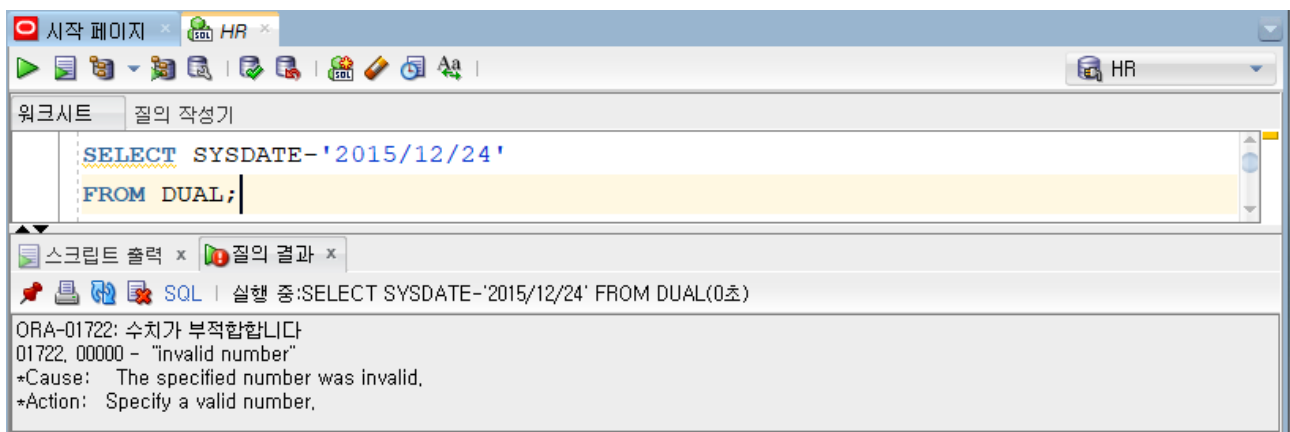 시작 페이지 HR
HR
워크시트 질의 작성기
SELECT SYSDATE-'2015/12/24'
FROM DUAL;
스크립트 출력 x 질의 결과 x
SQL | 실행 중:SELECT SYSDATE-'2015/12/24' FROM DUAL(0초)
ORA-01722: 수치가 부적합합니다
01722, 00000 - "invalid number"
*Cause: The specified number was invalid,
*Action: Specify a valid number,